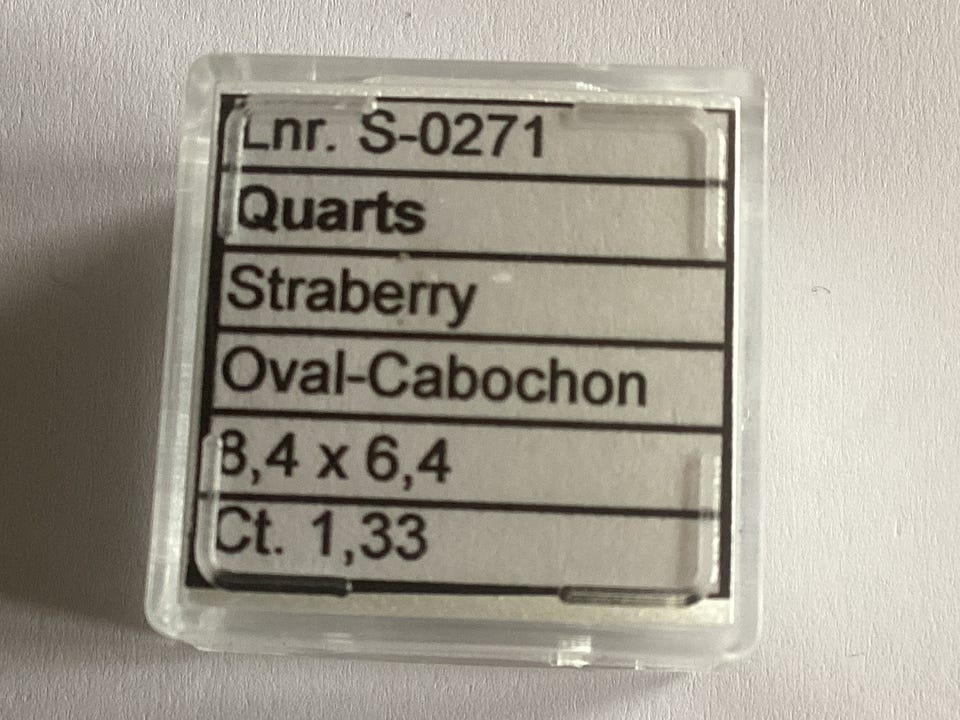 Lnr. S-0271
Quarts
Straberry
Oval-Cabochon
8,4 x 6,4
Ct. 1,33